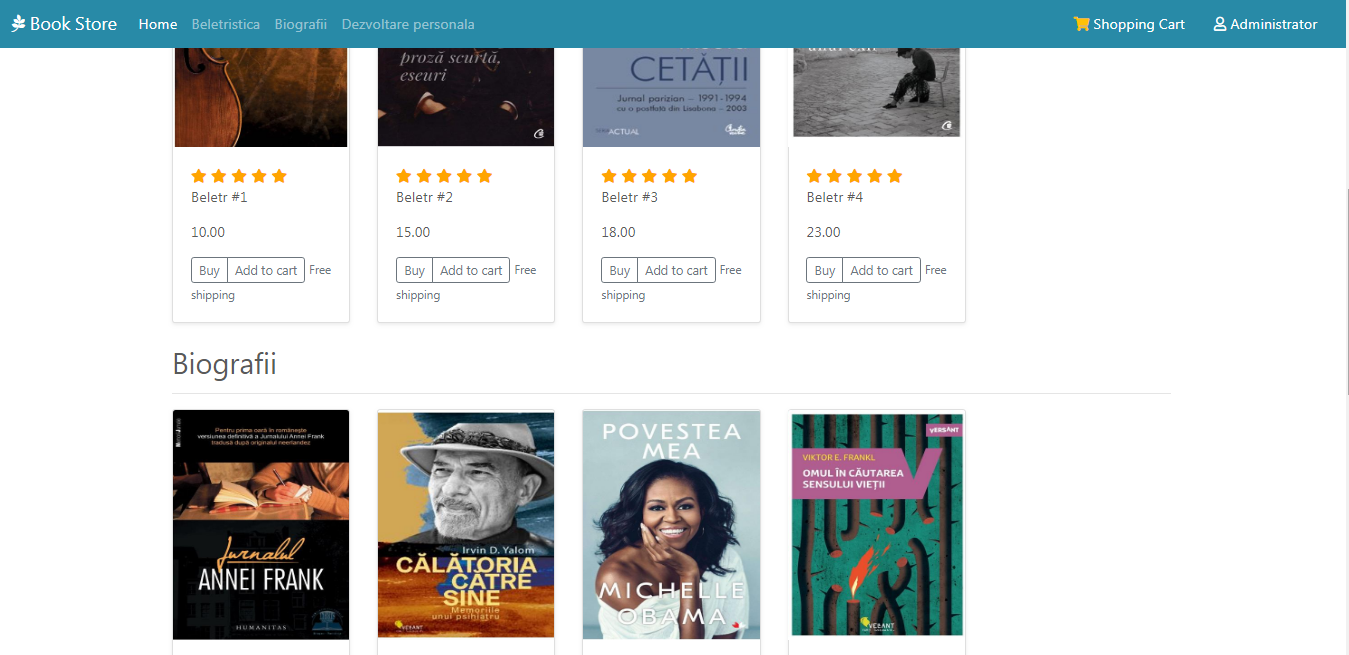 Book Store Home Beletristica Biografii Dezvoltare personala Shopping Cart Administrator
proză scurtă,
eseuri
CETĂȚII
Jurnal parizian – 1991-1994
cu o postfață din Lisabona – 2003
ACTUAL
Beletr #1
10.00
Buy Add to cart Free
shipping
Beletr #2
15.00
Buy Add to cart Free
shipping
Beletr #3
18.00
Buy Add to cart Free
shipping
Beletr #4
23.00
Buy Add to cart Free
shipping
Biografii
Pentru prima oară în românește
versiunea definitivă a Jurnalului Annei Frank
tradusă după originalul neerlandez
Jurnalul
ANNEI FRANK
HUMANITAS
Irvin D. Yalom
CĂLĂTORIA
CĂTRE
SINE
Memoriile
unui psihiatru
POVESTEA
MEA
MICHELLE
OBAMA
VERSANT
VIKTOR E. FRANKL
OMUL ÎN CĂUTAREA
SENSULUI VIEȚII